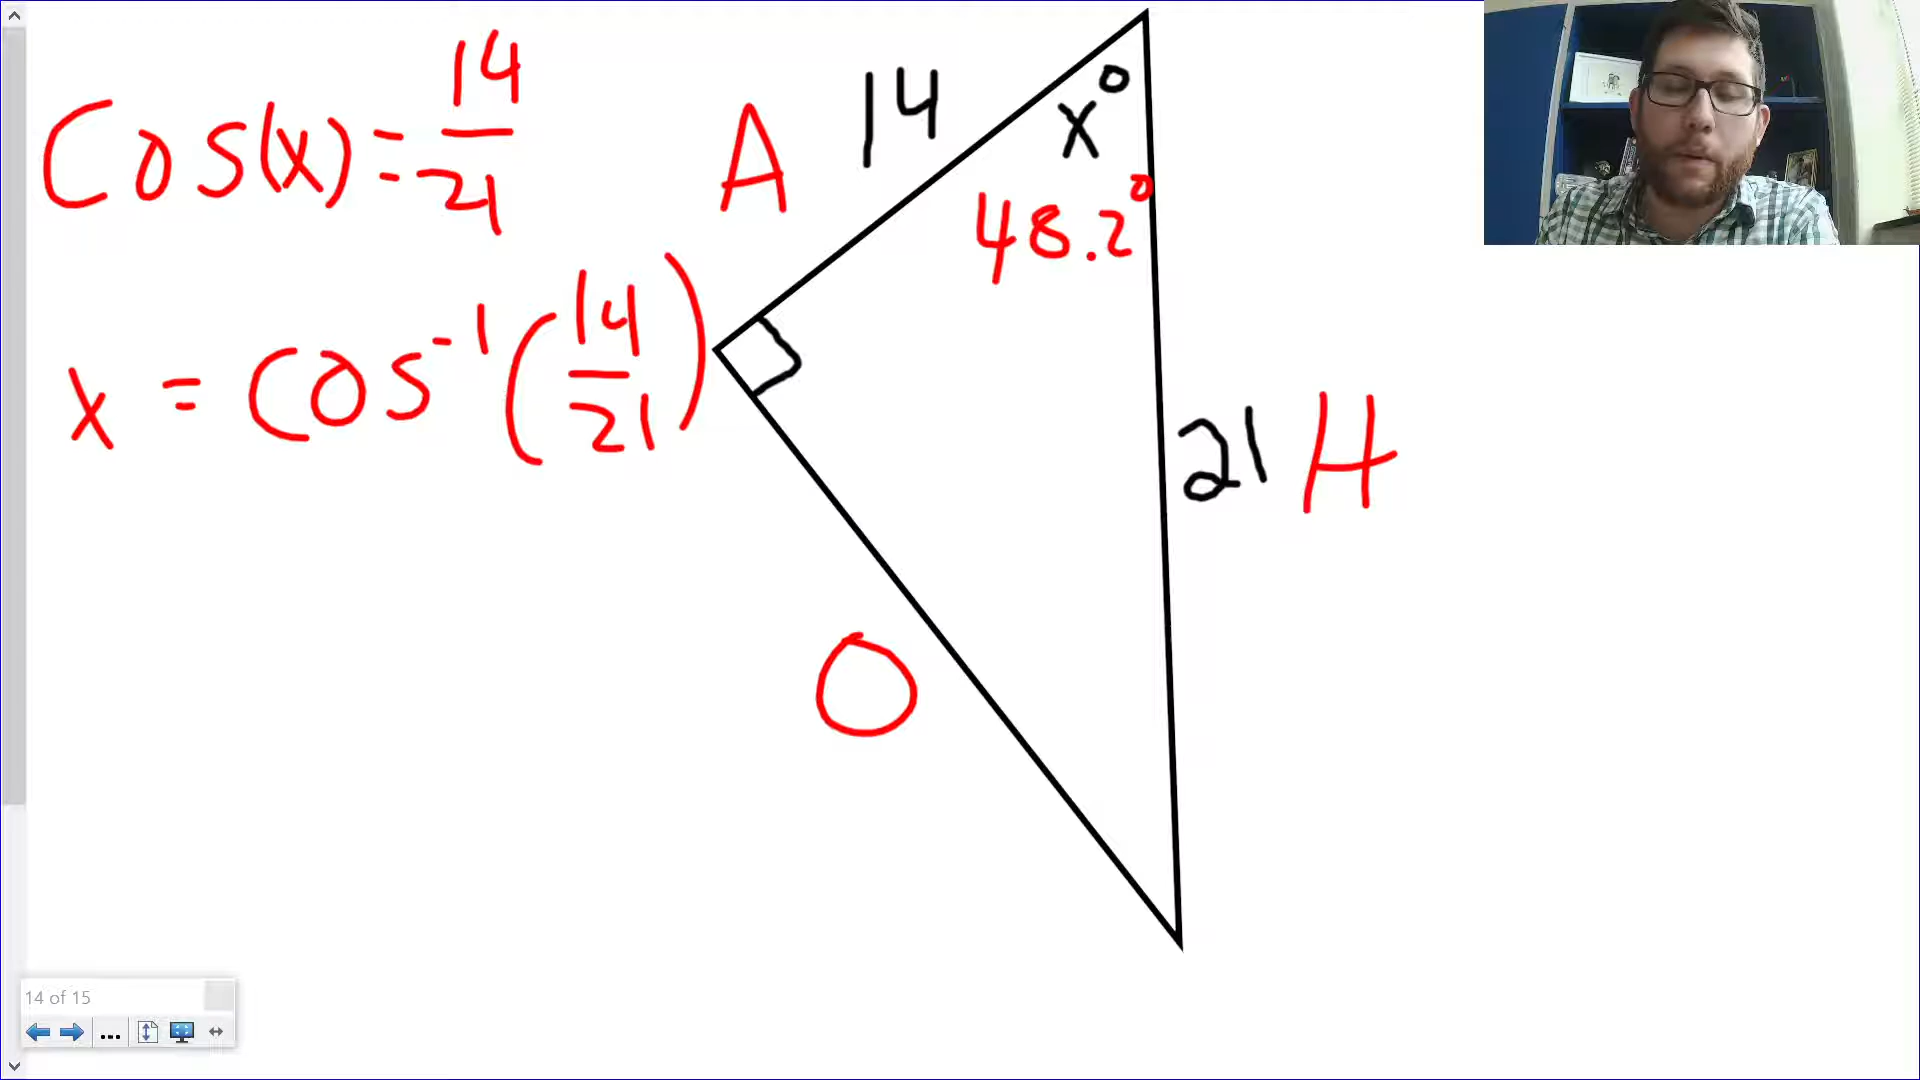 Cos(x) = 14/21
x = cos⁻¹(14/21)
A
14
x°
48.2°
21
H
O
14 of 15
...